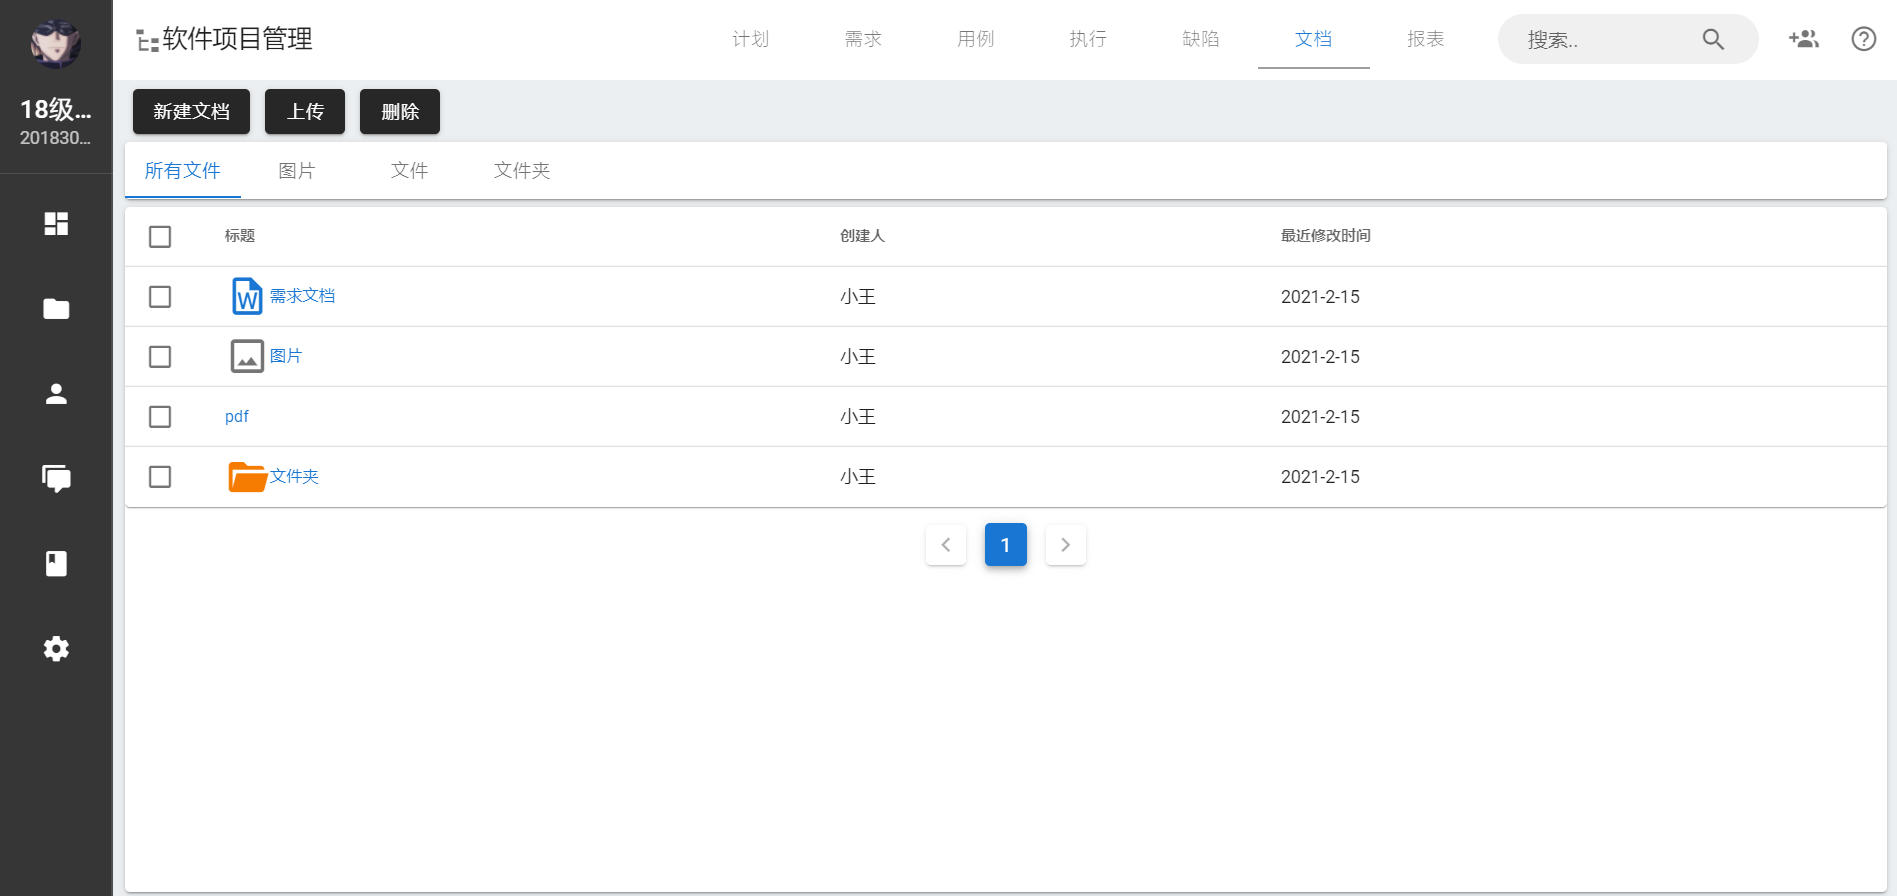 18级...
201830...
软件项目管理
计划 需求 用例 执行 缺陷 文档 报表
搜索..
新建文档 上传 删除
所有文件 图片 文件 文件夹
标题 创建人 最近修改时间
W 需求文档 小王 2021-2-15
图片 小王 2021-2-15
pdf 小王 2021-2-15
文件夹 小王 2021-2-15
1